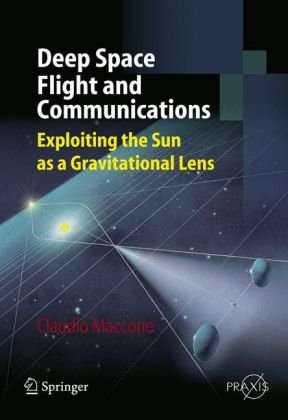 Deep Space
Flight and
Communications
Exploiting the Sun
as a Gravitational Lens
Claudio Maccone
Springer
PRAXIS